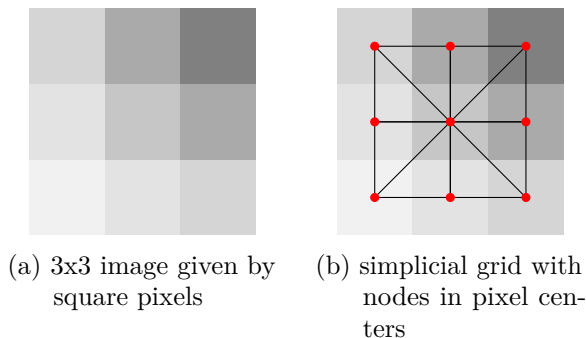 (a) 3x3 image given by
square pixels
(b) simplicial grid with
nodes in pixel cen-
ters